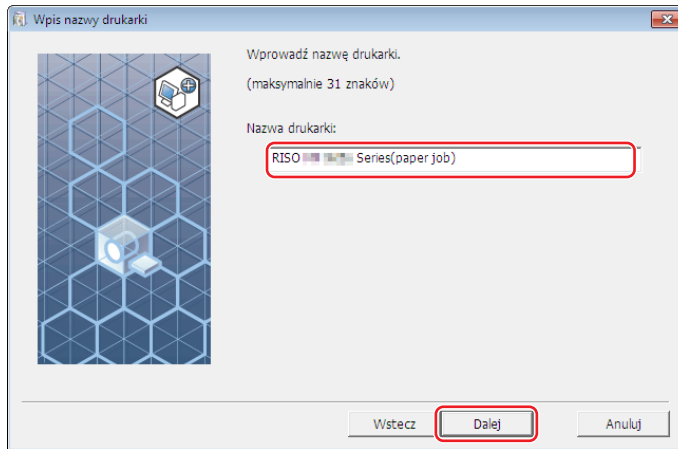 Wpis nazwy drukarki
Wprowadź nazwę drukarki.
(maksymalnie 31 znaków)
Nazwa drukarki:
RISO Series(paper job)
Wstecz Dalej Anuluj